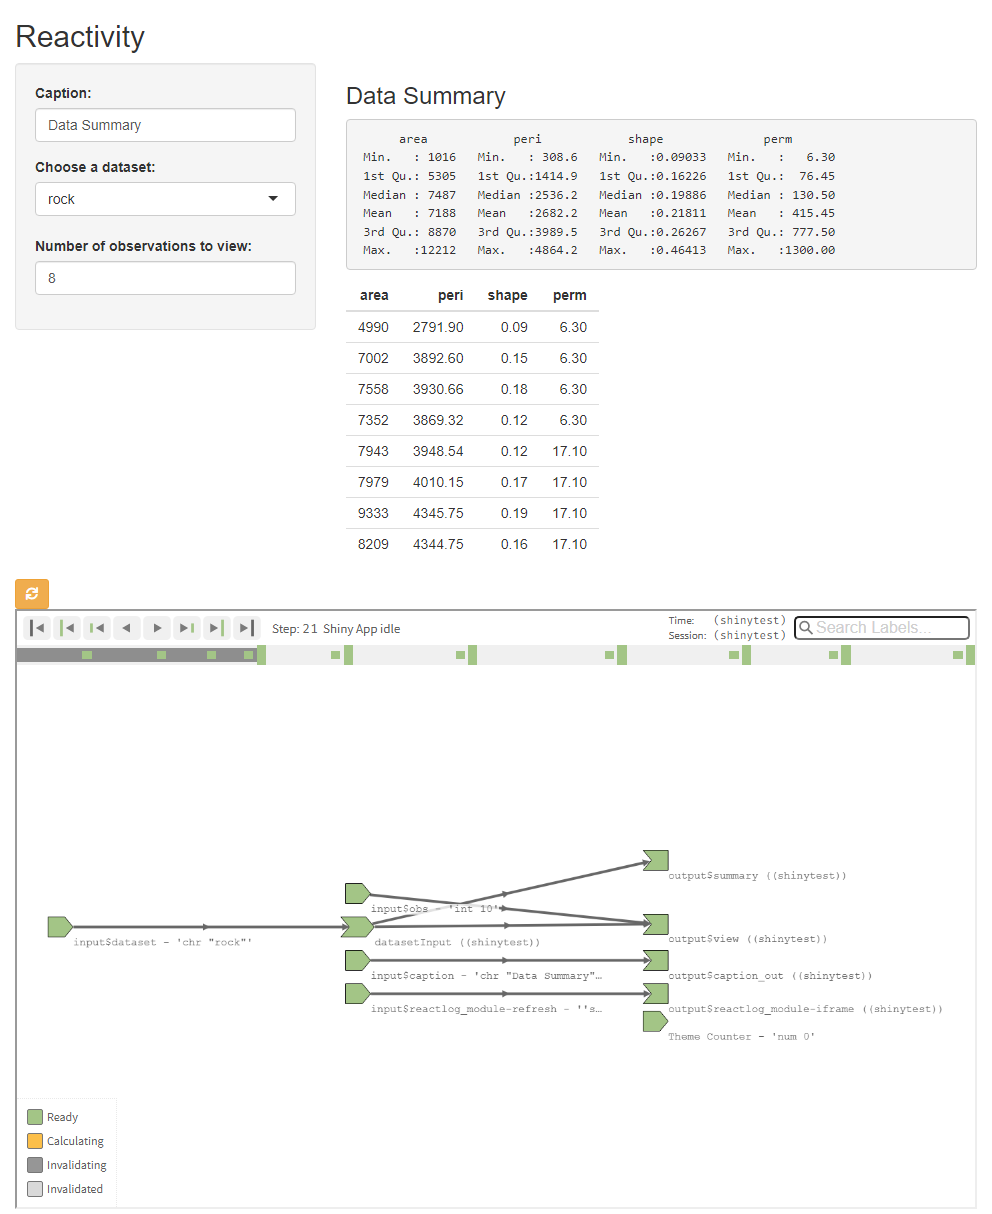 Reactivity
Caption:
Data Summary
Choose a dataset:
rock
Number of observations to view:
8
Data Summary
area peri shape perm
Min. : 1016 Min. : 308.6 Min. :0.09033 Min. : 6.30
1st Qu.: 5305 1st Qu.:1414.9 1st Qu.:0.16226 1st Qu.: 76.45
Median : 7487 Median :2536.2 Median :0.19886 Median : 130.50
Mean : 7188 Mean :2682.2 Mean :0.21811 Mean : 415.45
3rd Qu.: 8870 3rd Qu.:3989.5 3rd Qu.:0.26267 3rd Qu.: 777.50
Max. :12212 Max. :4864.2 Max. :0.46413 Max. :1300.00
area peri shape perm
4990 2791.90 0.09 6.30
7002 3892.60 0.15 6.30
7558 3930.66 0.18 6.30
7352 3869.32 0.12 6.30
7943 3948.54 0.12 17.10
7979 4010.15 0.17 17.10
9333 4345.75 0.19 17.10
8209 4344.75 0.16 17.10
Step: 21 Shiny App idle
Time: (shinytest)
Session: (shinytest)
Search Labels...
output$summary ((shinytest))
input$obs - 'int 10'
input$dataset - 'chr "rock"'
datasetInput ((shinytest))
output$view ((shinytest))
input$caption - 'chr "Data Summary"…
output$caption_out ((shinytest))
input$reactlog_module-refresh - ''s…
output$reactlog_module-iframe ((shinytest))
Theme Counter - 'num 0'
Ready
Calculating
Invalidating
Invalidated